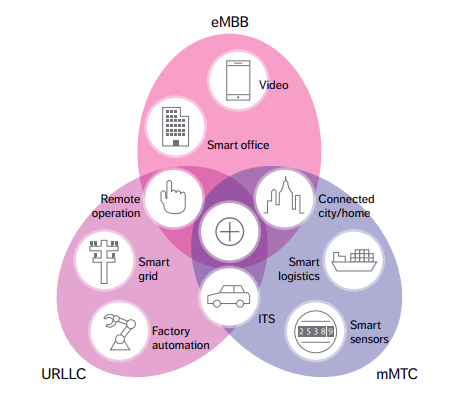 eMBB
Video
Smart office
Remote
operation
Connected
city/home
Smart
grid
Smart
logistics
ITS
Factory
automation
25389
Smart
sensors
URLLC
mMTC